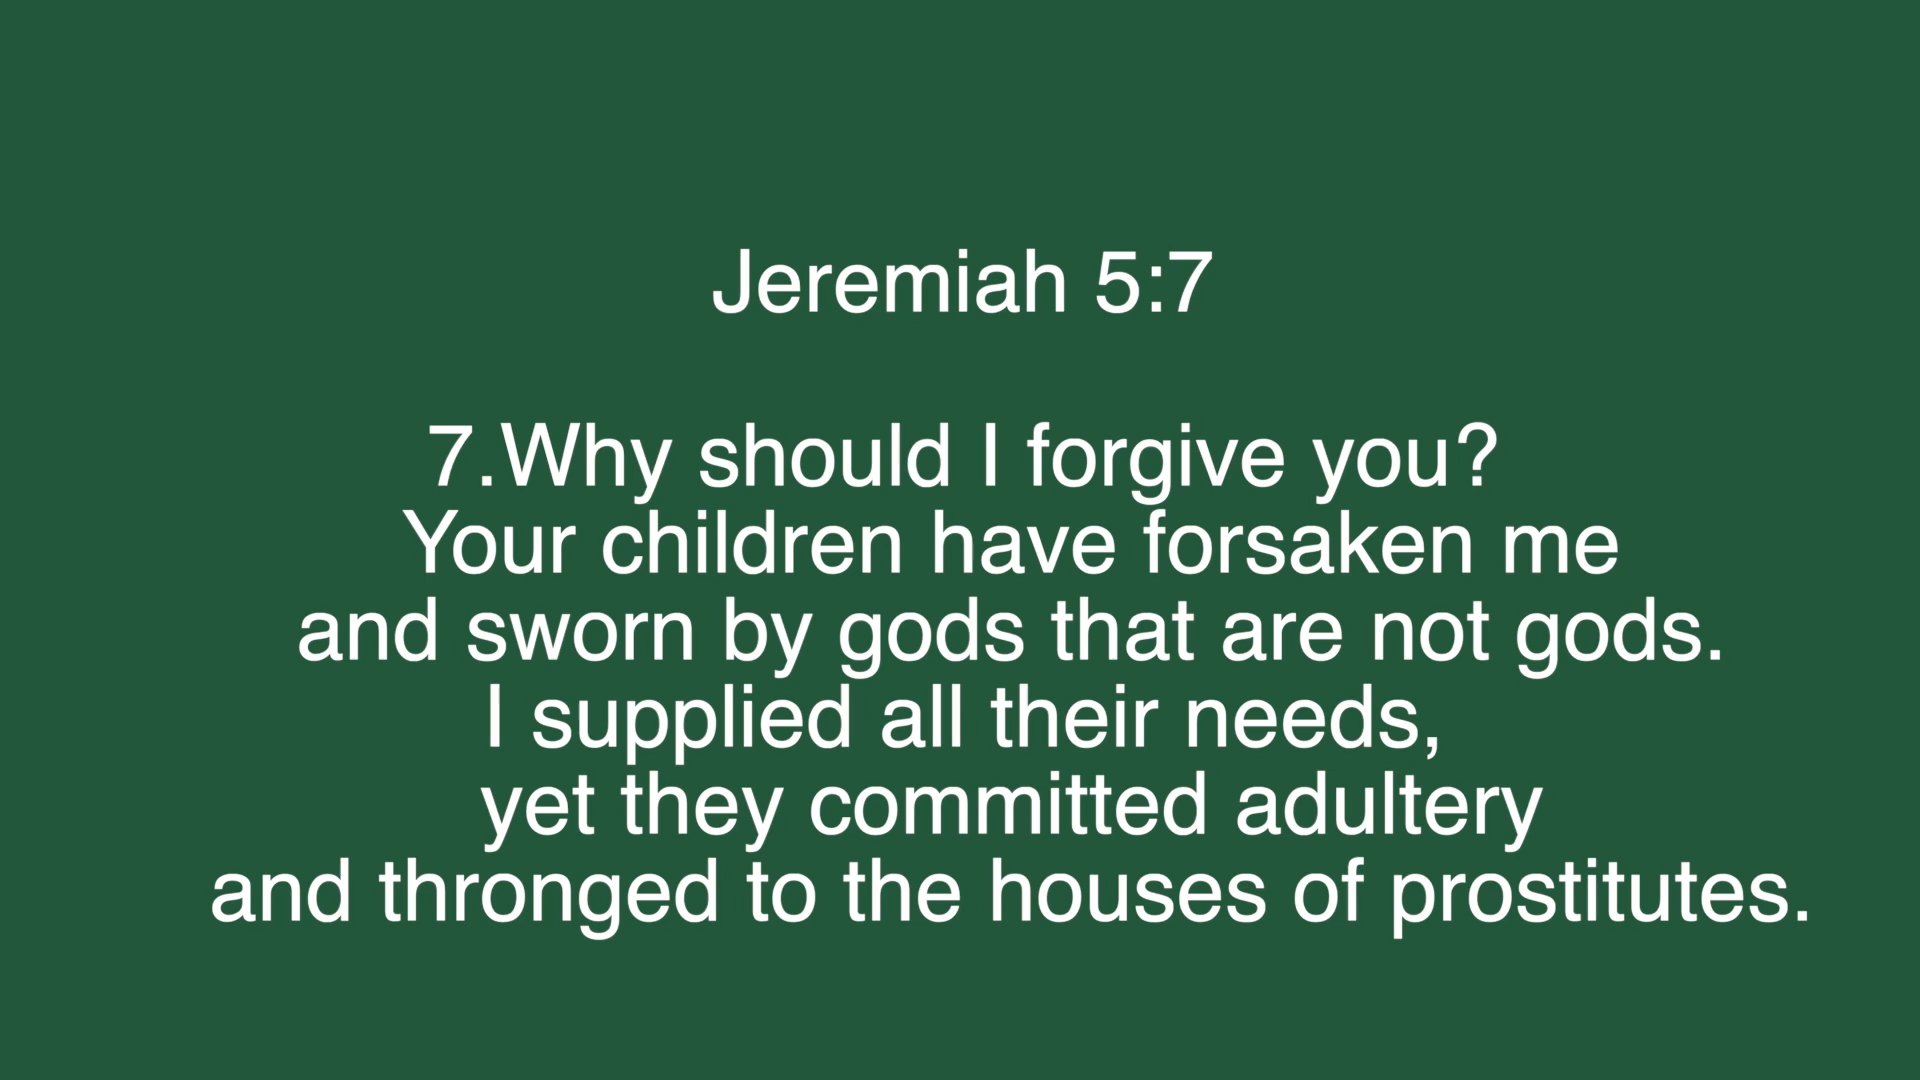 Jeremiah 5:7
7.Why should I forgive you?
Your children have forsaken me
and sworn by gods that are not gods.
I supplied all their needs,
yet they committed adultery
and thronged to the houses of prostitutes.